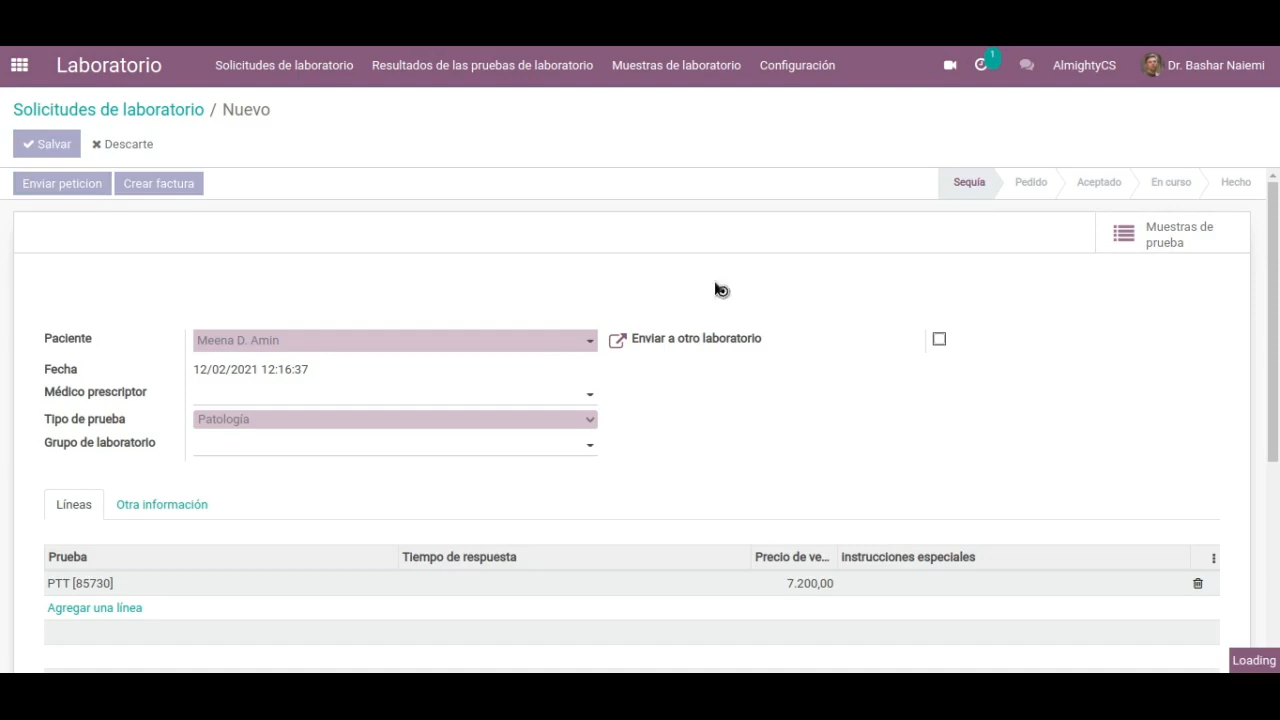 Laboratorio Solicitudes de laboratorio Resultados de las pruebas de laboratorio Muestras de laboratorio Configuración 1 AlmightyCS Dr. Bashar Naiemi
Solicitudes de laboratorio / Nuevo
Salvar Descarte
Enviar peticion Crear factura Sequía Pedido Aceptado En curso Hecho
Muestras de
prueba
Paciente Meena D. Amin Enviar a otro laboratorio
Fecha 12/02/2021 12:16:37
Médico prescriptor
Tipo de prueba Patología
Grupo de laboratorio
Líneas Otra información
Prueba Tiempo de respuesta Precio de ve... Instrucciones especiales
PTT [85730] 7.200,00
Agregar una línea
Loading